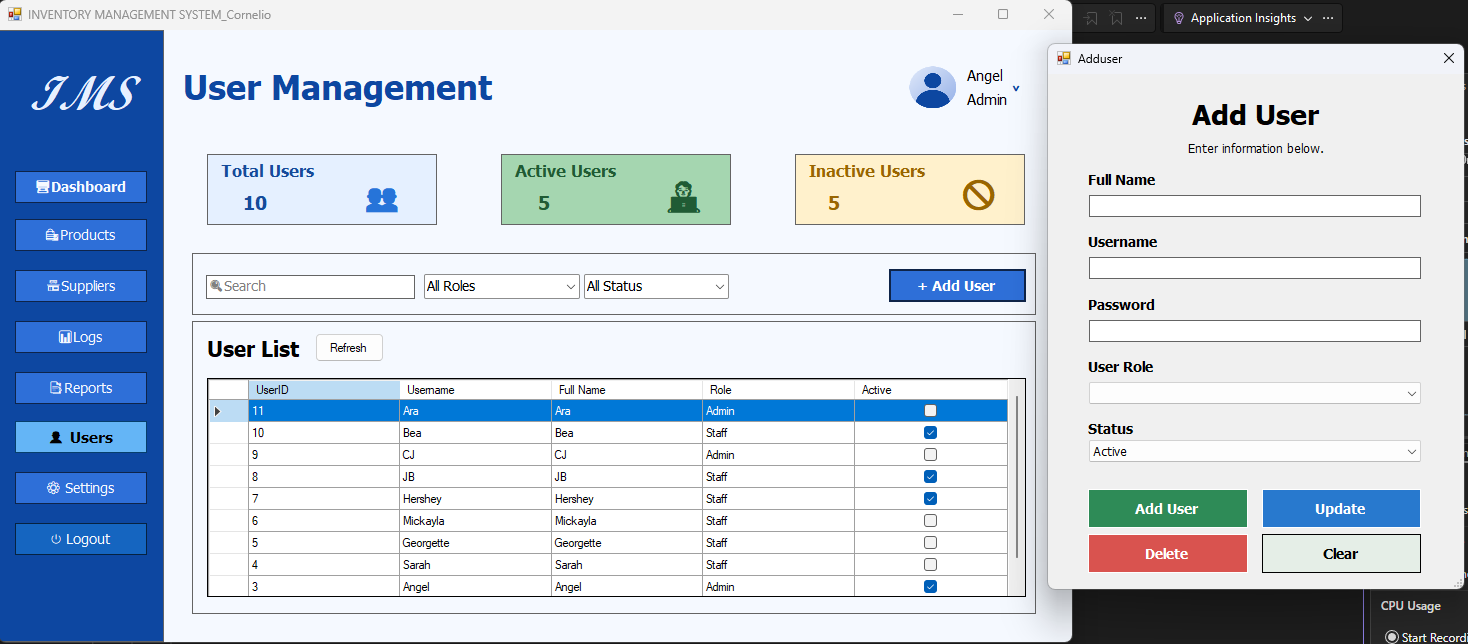 INVENTORY MANAGEMENT SYSTEM_Cornelio
Application Insights
IMS
User Management
Angel
Admin
Dashboard
Products
Suppliers
Logs
Reports
Users
Settings
Logout
Total Users
10
Active Users
5
Inactive Users
5
Search
All Roles
All Status
+ Add User
User List
Refresh
UserID Username Full Name Role Active
11 Ara Ara Admin
10 Bea Bea Staff
9 CJ CJ Admin
8 JB JB Staff
7 Hershey Hershey Staff
6 Mickayla Mickayla Staff
5 Georgette Georgette Staff
4 Sarah Sarah Staff
3 Angel Angel Admin
Adduser
Add User
Enter information below.
Full Name
Username
Password
User Role
Status
Active
Add User
Update
Delete
Clear
CPU Usage
Start Recordi